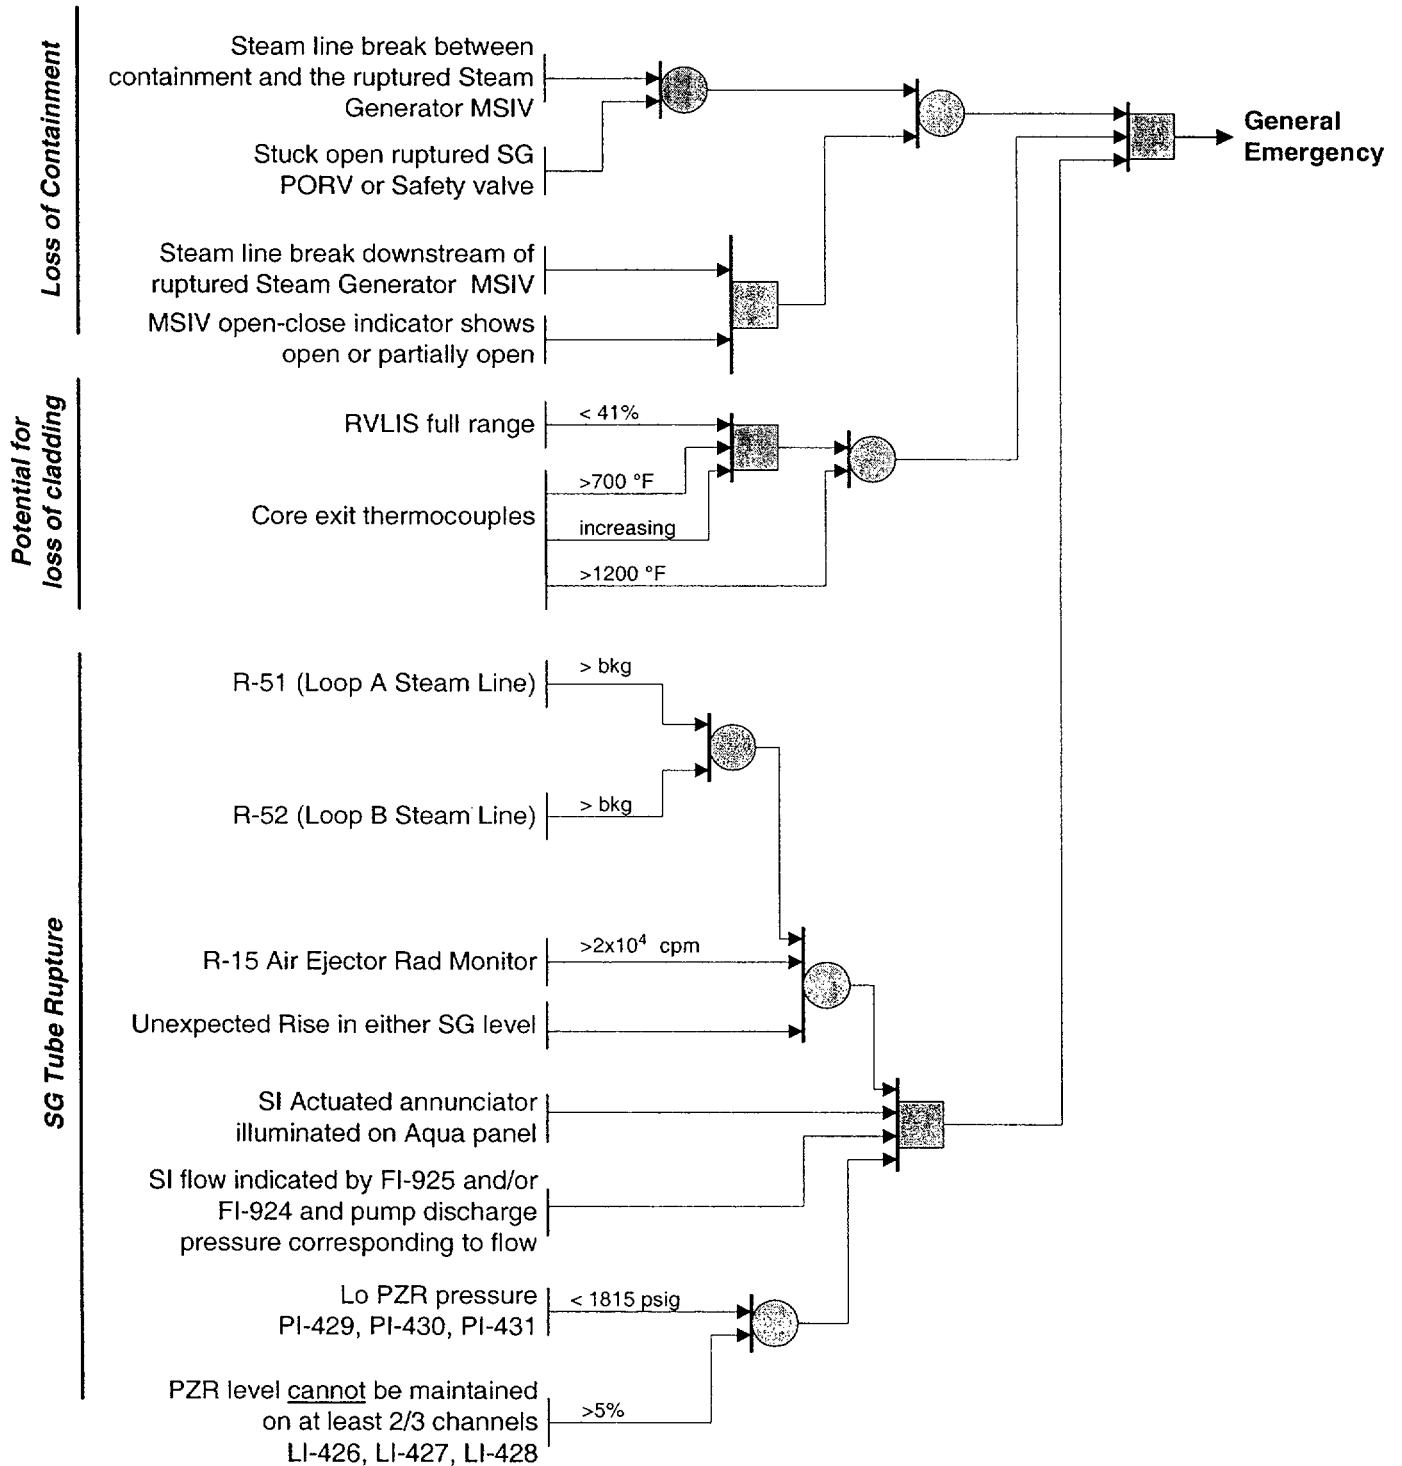 Loss of Containment
Steam line break between
containment and the ruptured Steam
Generator MSIV
Stuck open ruptured SG
PORV or Safety valve
Steam line break downstream of
ruptured Steam Generator MSIV
MSIV open-close indicator shows
open or partially open
General
Emergency
Potential for
loss of cladding
RVLIS full range
< 41%
Core exit thermocouples
>700 °F
increasing
>1200 °F
SG Tube Rupture
R-51 (Loop A Steam Line)
> bkg
R-52 (Loop B Steam Line)
> bkg
R-15 Air Ejector Rad Monitor
>2x10⁴ cpm
Unexpected Rise in either SG level
SI Actuated annunciator
illuminated on Aqua panel
SI flow indicated by FI-925 and/or
FI-924 and pump discharge
pressure corresponding to flow
Lo PZR pressure
PI-429, PI-430, PI-431
< 1815 psig
PZR level cannot be maintained
on at least 2/3 channels
LI-426, LI-427, LI-428
>5%